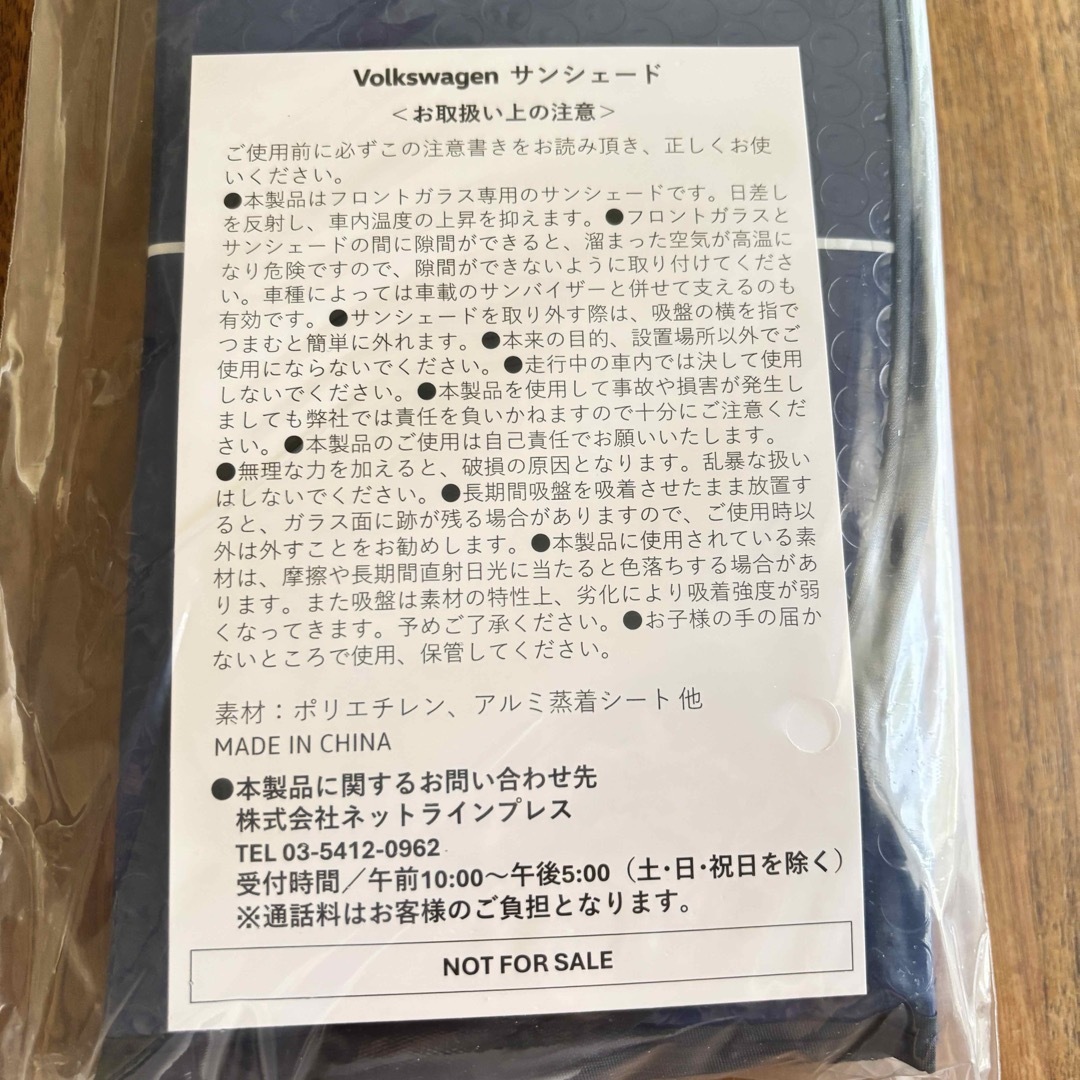 Volkswagen サンシェード
＜お取扱い上の注意＞
ご使用前に必ずこの注意書きをお読み頂き、正しくお使
いください。
●本製品はフロントガラス専用のサンシェードです。日差し
を反射し、車内温度の上昇を抑えます。●フロントガラスと
サンシェードの間に隙間ができると、溜まった空気が高温に
なり危険ですので、隙間ができないように取り付けてくださ
い。車種によっては車載のサンバイザーと併せて支えるのも
有効です。●サンシェードを取り外す際は、吸盤の横を指で
つまむと簡単に外れます。●本来の目的、設置場所以外でご
使用にならないでください。●走行中の車内では決して使用
しないでください。●本製品を使用して事故や損害が発生し
ましても弊社では責任を負いかねますので十分にご注意くだ
さい。●本製品のご使用は自己責任でお願いいたします。
●無理な力を加えると、破損の原因となります。乱暴な扱い
はしないでください。●長期間吸盤を吸着させたまま放置す
ると、ガラス面に跡が残る場合がありますので、ご使用時以
外は外すことをお勧めします。●本製品に使用されている素
材は、摩擦や長期間直射日光に当たると色落ちする場合があ
ります。また吸盤は素材の特性上、劣化により吸着強度が弱
くなってきます。予めご了承ください。●お子様の手の届か
ないところで使用、保管してください。
素材：ポリエチレン、アルミ蒸着シート 他
MADE IN CHINA
●本製品に関するお問い合わせ先
株式会社ネットラインプレス
TEL 03-5412-0962
受付時間／午前10:00〜午後5:00（土･日･祝日を除く）
※通話料はお客様のご負担となります。
NOT FOR SALE